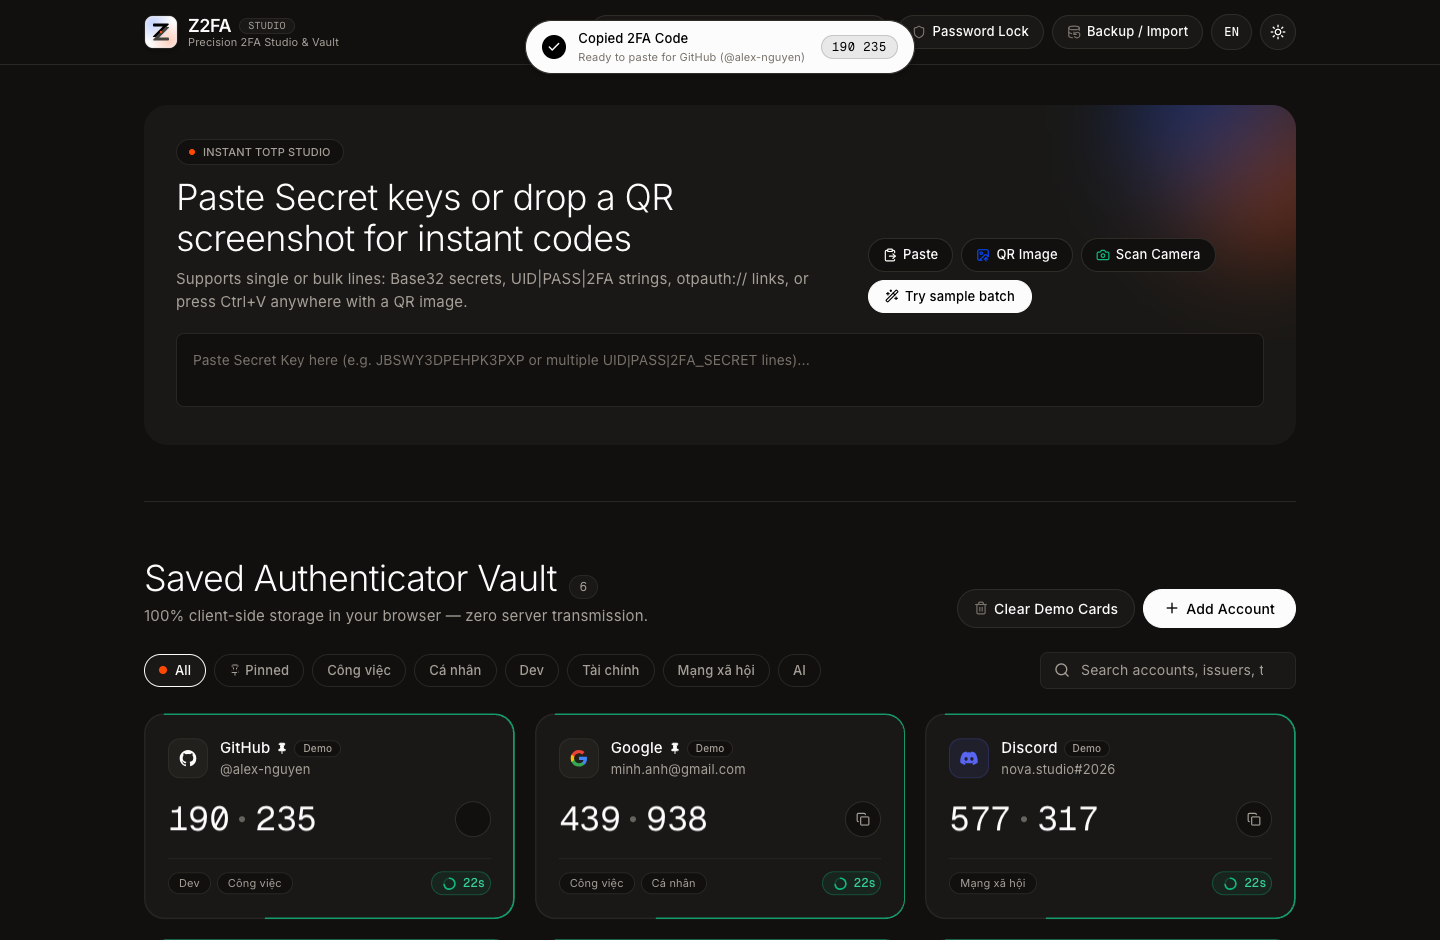 Z2FA STUDIO
Precision 2FA Studio & Vault
Copied 2FA Code
Ready to paste for GitHub (@alex-nguyen)
190 235
Password Lock
Backup / Import
EN
INSTANT TOTP STUDIO
Paste Secret keys or drop a QR
screenshot for instant codes
Supports single or bulk lines: Base32 secrets, UID|PASS|2FA strings, otpauth:// links, or
press Ctrl+V anywhere with a QR image.
Paste
QR Image
Scan Camera
Try sample batch
Paste Secret Key here (e.g. JBSWY3DPEHPK3PXP or multiple UID|PASS|2FA_SECRET lines)...
Saved Authenticator Vault 6
100% client-side storage in your browser — zero server transmission.
Clear Demo Cards
Add Account
All
Pinned
Công việc
Cá nhân
Dev
Tài chính
Mạng xã hội
AI
Search accounts, issuers, t
GitHub Demo
@alex-nguyen
190 · 235
Dev
Công việc
22s
Google Demo
minh.anh@gmail.com
439 · 938
Công việc
Cá nhân
22s
Discord Demo
nova.studio#2026
577 · 317
Mạng xã hội
22s